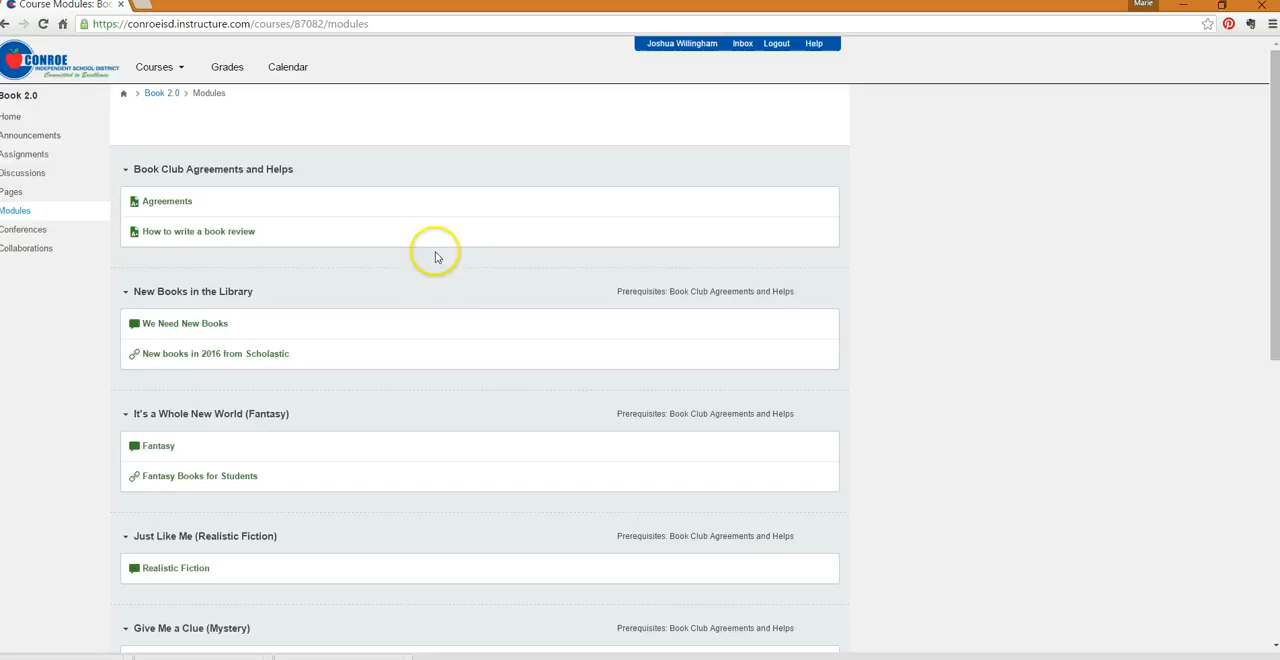 Course Modules: Boo
Marie
https://conroeisd.instructure.com/courses/87082/modules
Joshua Willingham Inbox Logout Help
CONROE
INDEPENDENT SCHOOL DISTRICT
Committed to Excellence
Courses Grades Calendar
Book 2.0
Book 2.0 > Modules
Home
Announcements
Assignments
Discussions
Pages
Modules
Conferences
Collaborations
Book Club Agreements and Helps
Agreements
How to write a book review
New Books in the Library Prerequisites: Book Club Agreements and Helps
We Need New Books
New books in 2016 from Scholastic
It's a Whole New World (Fantasy) Prerequisites: Book Club Agreements and Helps
Fantasy
Fantasy Books for Students
Just Like Me (Realistic Fiction) Prerequisites: Book Club Agreements and Helps
Realistic Fiction
Give Me a Clue (Mystery) Prerequisites: Book Club Agreements and Helps